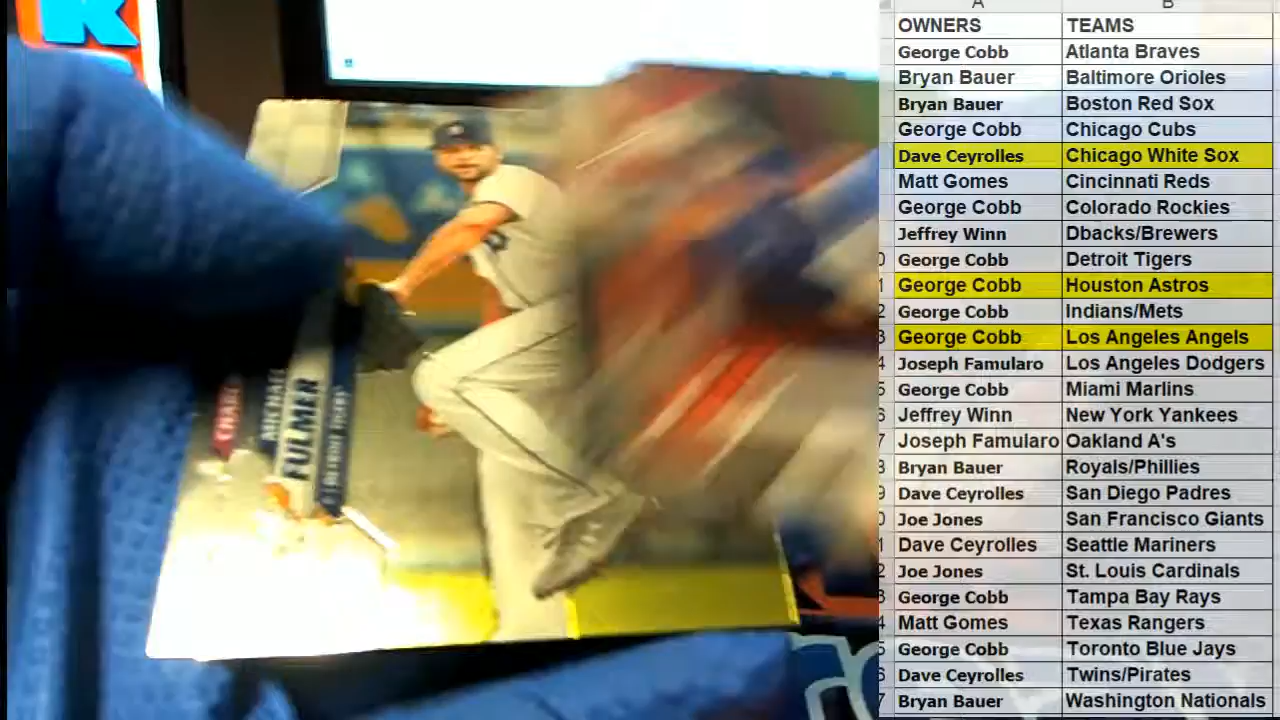 K
MICHAEL
FULMER
DETROIT TIGERS
A B
OWNERS TEAMS
George Cobb Atlanta Braves
Bryan Bauer Baltimore Orioles
Bryan Bauer Boston Red Sox
George Cobb Chicago Cubs
Dave Ceyrolles Chicago White Sox
Matt Gomes Cincinnati Reds
George Cobb Colorado Rockies
Jeffrey Winn Dbacks/Brewers
George Cobb Detroit Tigers
George Cobb Houston Astros
George Cobb Indians/Mets
George Cobb Los Angeles Angels
Joseph Famularo Los Angeles Dodgers
George Cobb Miami Marlins
Jeffrey Winn New York Yankees
Joseph Famularo Oakland A's
Bryan Bauer Royals/Phillies
Dave Ceyrolles San Diego Padres
Joe Jones San Francisco Giants
Dave Ceyrolles Seattle Mariners
Joe Jones St. Louis Cardinals
George Cobb Tampa Bay Rays
Matt Gomes Texas Rangers
George Cobb Toronto Blue Jays
Dave Ceyrolles Twins/Pirates
Bryan Bauer Washington Nationals